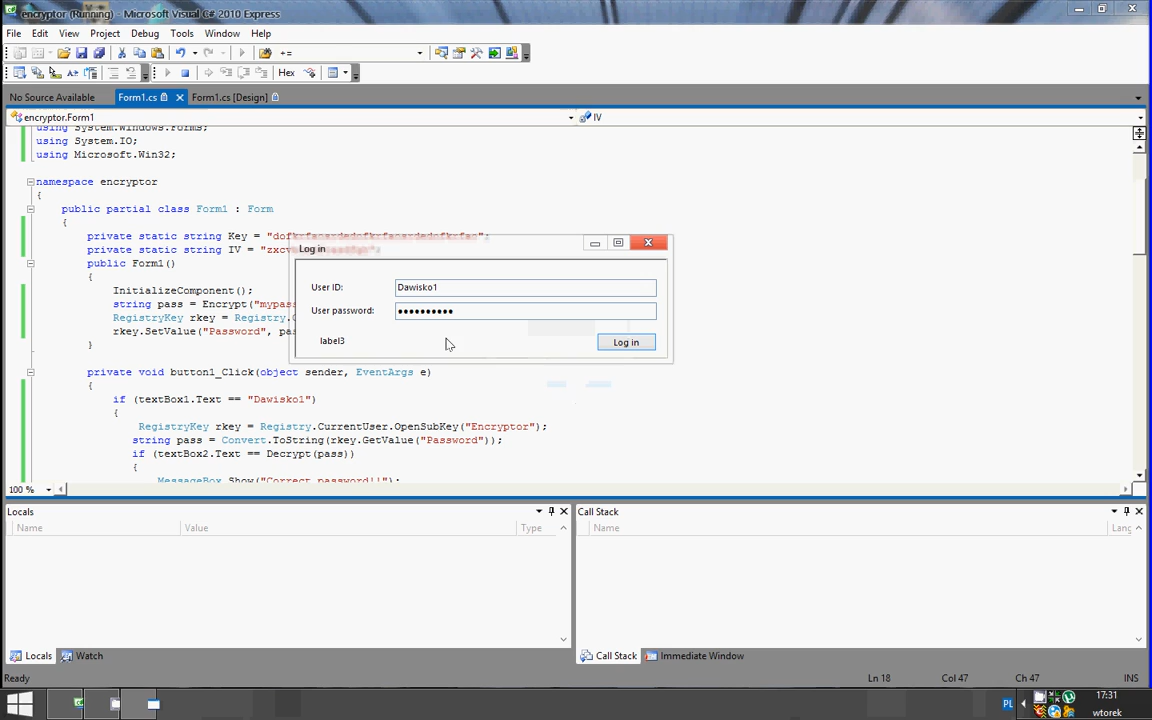 encryptor (Running) - Microsoft Visual C# 2010 Express
File Edit View Project Debug Tools Window Help
+=
Hex
No Source Available Form1.cs Form1.cs [Design]
encryptor.Form1 IV
using System.Windows.Forms;
using System.IO;
using Microsoft.Win32;
namespace encryptor
{
public partial class Form1 : Form
{
private static string Key =
private static string IV = "zxcv
public Form1()
{
InitializeComponent();
string pass = Encrypt("mypas
RegistryKey rkey = Registry.
rkey.SetValue("Password", pa
}
private void button1_Click(object sender, EventArgs e)
{
if (textBox1.Text == "Dawisko1")
{
RegistryKey rkey = Registry.CurrentUser.OpenSubKey("Encryptor");
string pass = Convert.ToString(rkey.GetValue("Password"));
if (textBox2.Text == Decrypt(pass))
{
MessageBox.Show("Correct password!!");
Log in
User ID: Dawisko1
User password: ••••••••••
label3 Log in
100 %
Locals
Name Value Type
Call Stack
Name Lang
Locals Watch
Call Stack Immediate Window
Ready Ln 18 Col 47 Ch 47 INS
PL 17:31
wtorek